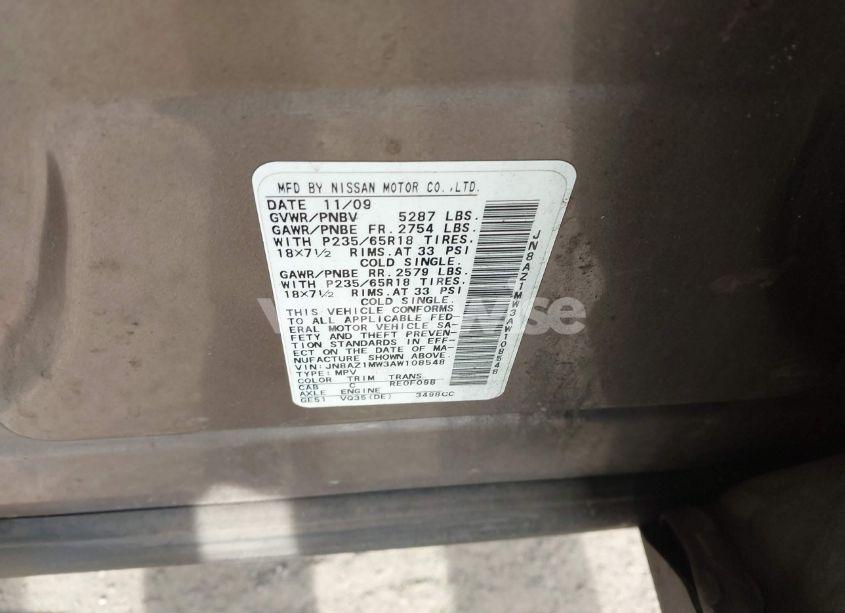 MFD BY NISSAN MOTOR CO.,LTD.
DATE 11/09
GVWR/PNBV 5287 LBS.
GAWR/PNBE FR. 2754 LBS.
WITH P235/65R18 TIRES.
18×7½ RIMS.AT 33 PSI
COLD SINGLE.
GAWR/PNBE RR. 2579 LBS.
WITH P235/65R18 TIRES.
18×7½ RIMS.AT 33 PSI
COLD SINGLE.
THIS VEHICLE CONFORMS
TO ALL APPLICABLE FED-
ERAL MOTOR VEHICLE SA-
FETY AND THEFT PREVEN-
TION STANDARDS IN EFF-
ECT ON THE DATE OF MA-
NUFACTURE SHOWN ABOVE.
VIN:JN8AZ1MW3AW108548
TYPE:MPV
COLOR TRIM TRANS
CAB C RE0F09B
AXLE ENGINE
GE51 VQ35(DE) 3498CC
JN8AZ1MW3AW108548